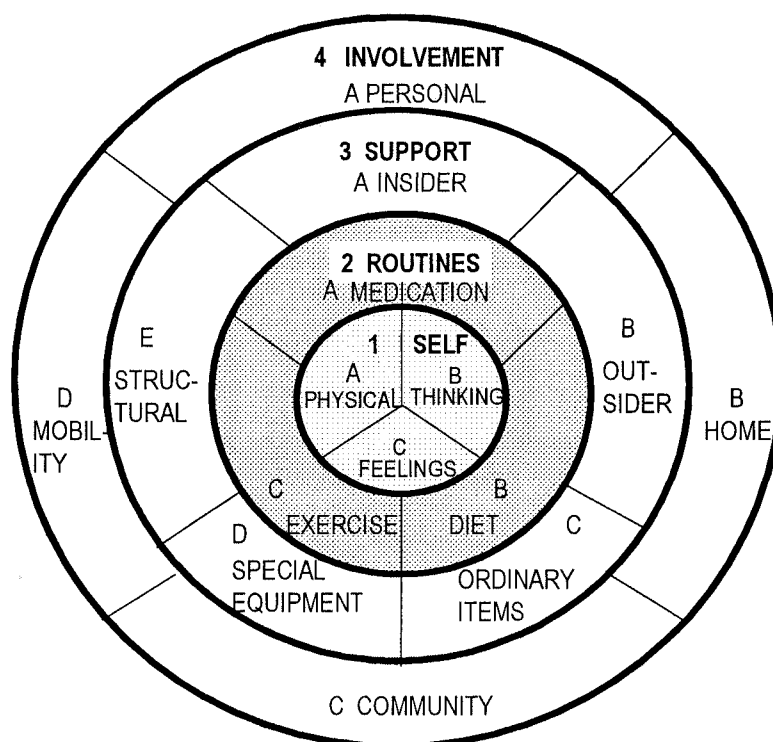 4 INVOLVEMENT
A PERSONAL
3 SUPPORT
A INSIDER
2 ROUTINES
A MEDICATION
1 SELF
A
PHYSICAL
B
THINKING
C
FEELINGS
B
DIET
C
EXERCISE
B
OUT-
SIDER
C
ORDINARY
ITEMS
D
SPECIAL
EQUIPMENT
E
STRUC-
TURAL
B
HOME
C COMMUNITY
D
MOBIL-
ITY